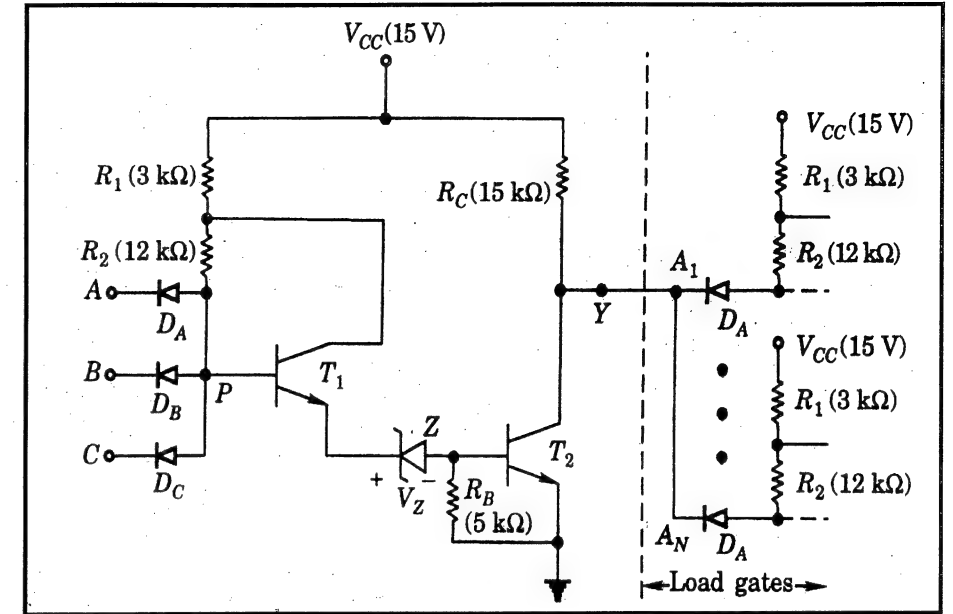 V_CC (15 V)
R_1 (3 kΩ)
R_2 (12 kΩ)
A
D_A
B
D_B
P
C
D_C
T_1
Z
+
−
V_Z
R_B
(5 kΩ)
R_C (15 kΩ)
T_2
Y
A_1
D_A
V_CC (15 V)
R_1 (3 kΩ)
R_2 (12 kΩ)
V_CC (15 V)
R_1 (3 kΩ)
R_2 (12 kΩ)
A_N
D_A
Load gates